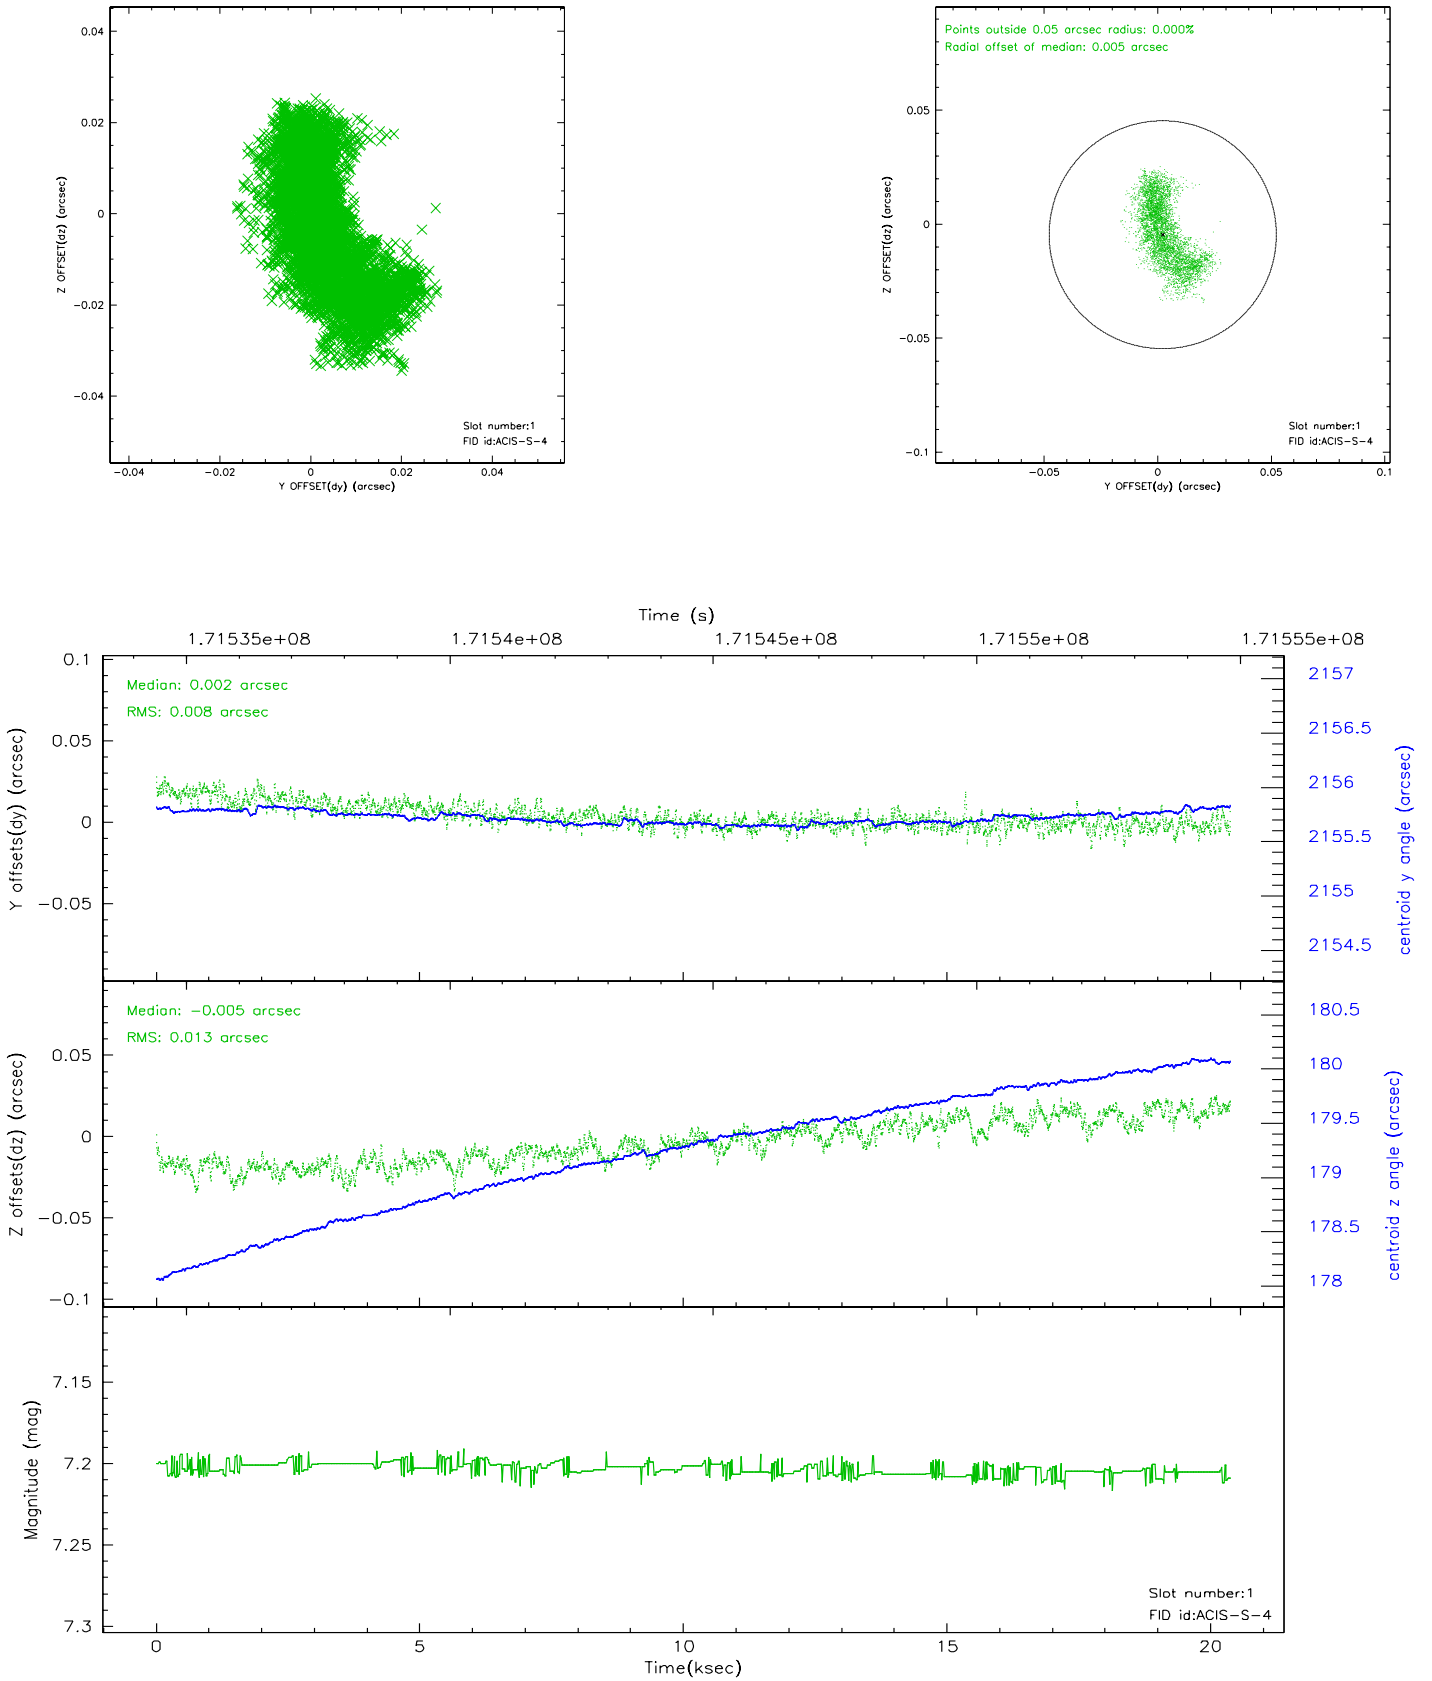 0.04
0.02
0
−0.02
−0.04
Z OFFSET(dz) (arcsec)
Slot number:1
FID id:ACIS−S−4
−0.04 −0.02 0 0.02 0.04
Y OFFSET(dy) (arcsec)
Points outside 0.05 arcsec radius: 0.000%
Radial offset of median: 0.005 arcsec
0.05
0
−0.05
−0.1
Z OFFSET(dz) (arcsec)
Slot number:1
FID id:ACIS−S−4
−0.05 0 0.05 0.1
Y OFFSET(dy) (arcsec)
Time (s)
1.71535e+08 1.7154e+08 1.71545e+08 1.7155e+08 1.71555e+08
Median: 0.002 arcsec
RMS: 0.008 arcsec
0.1
0.05
0
−0.05
Y offsets(dy) (arcsec)
2157
2156.5
2156
2155.5
2155
2154.5
centroid y angle (arcsec)
Median: −0.005 arcsec
RMS: 0.013 arcsec
0.05
0
−0.05
−0.1
Z offsets(dz) (arcsec)
180.5
180
179.5
179
178.5
178
centroid z angle (arcsec)
7.15
7.2
7.25
7.3
Magnitude (mag)
Slot number:1
FID id:ACIS−S−4
0 5 10 15 20
Time(ksec)